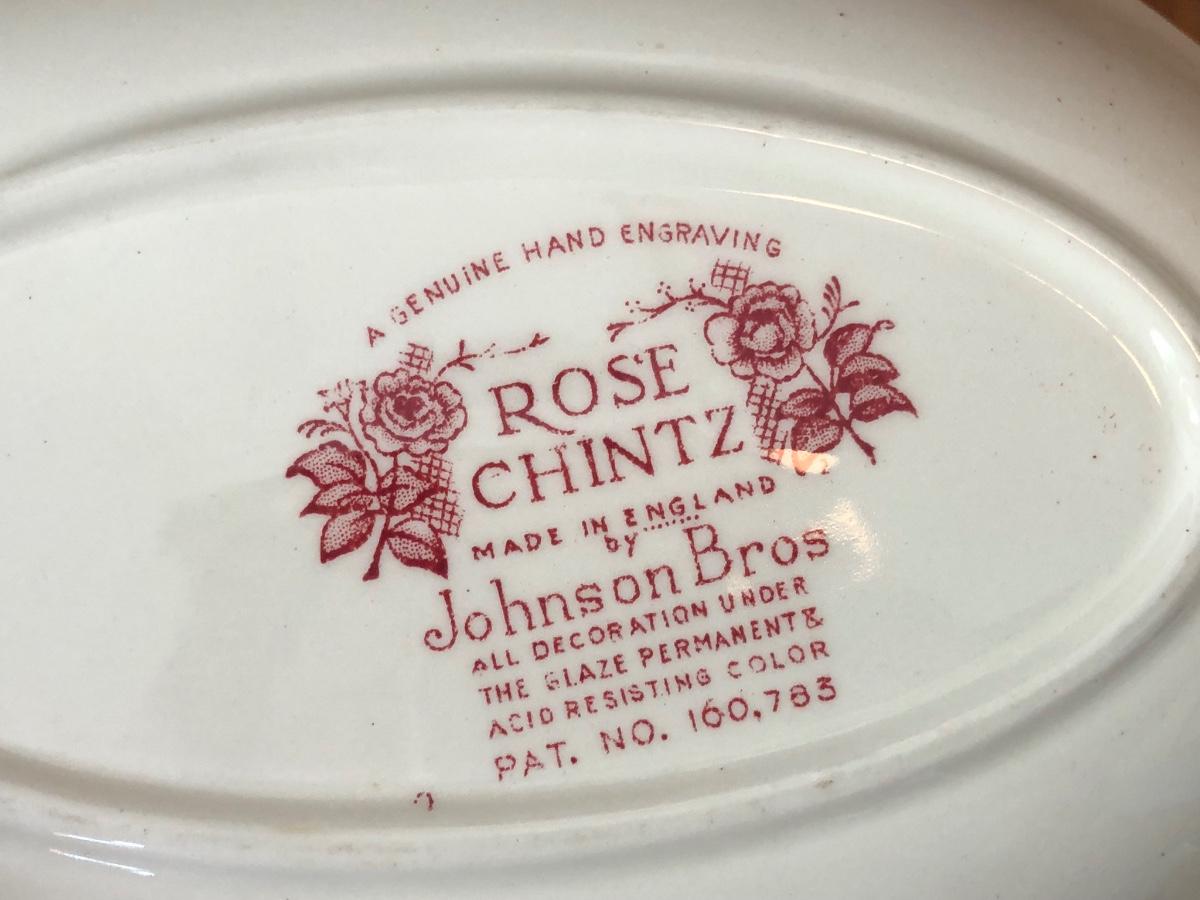 A GENUINE HAND ENGRAVING
ROSE
CHINTZ
MADE IN ENGLAND
by
Johnson Bros
ALL DECORATION UNDER
THE GLAZE PERMANENT &
ACID RESISTING COLOR
PAT. NO. 160,783